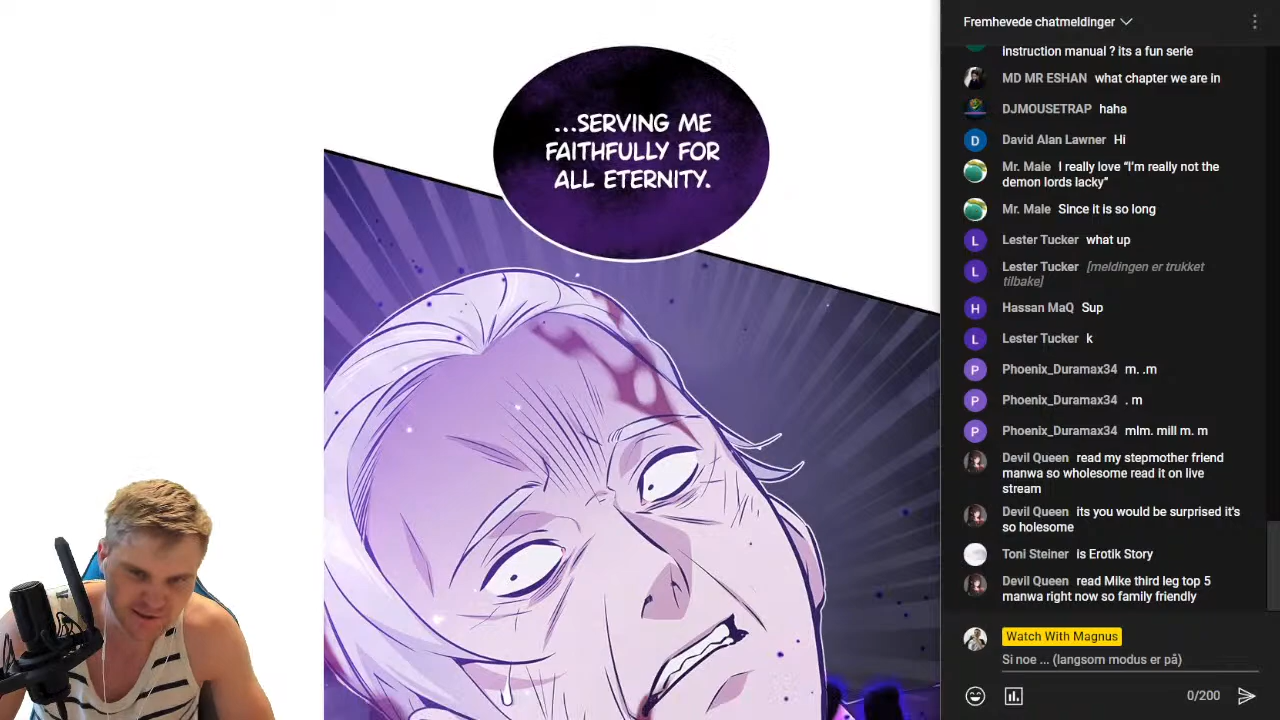 ...SERVING ME
FAITHFULLY FOR
ALL ETERNITY.
Fremhevede chatmeldinger
instruction manual ? its a fun serie
MD MR ESHAN what chapter we are in
DJMOUSETRAP haha
D
David Alan Lawner Hi
Mr. Male I really love “I’m really not the
demon lords lacky”
Mr. Male Since it is so long
L
Lester Tucker what up
L
Lester Tucker [meldingen er trukket
tilbake]
H
Hassan MaQ Sup
L
Lester Tucker k
P
Phoenix_Duramax34 m. .m
P
Phoenix_Duramax34 . m
P
Phoenix_Duramax34 mlm. mill m. m
Devil Queen read my stepmother friend
manwa so wholesome read it on live
stream
Devil Queen its you would be surprised it's
so holesome
Toni Steiner is Erotik Story
Devil Queen read Mike third leg top 5
manwa right now so family friendly
Watch With Magnus
Si noe ... (langsom modus er på)
0/200